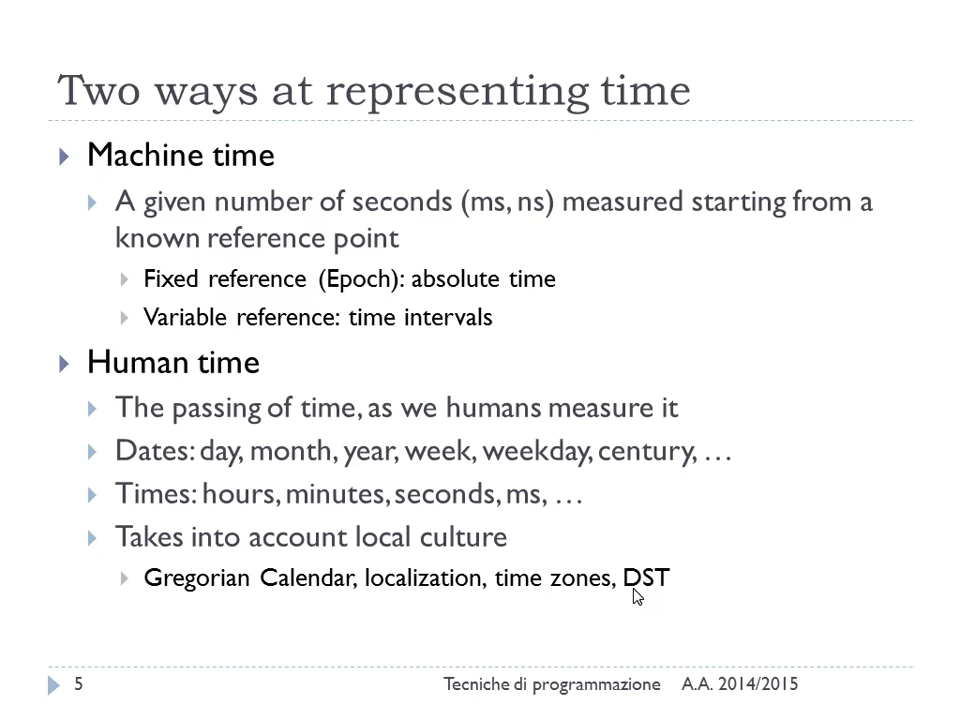 Two ways at representing time
Machine time
A given number of seconds (ms, ns) measured starting from a
known reference point
Fixed reference (Epoch): absolute time
Variable reference: time intervals
Human time
The passing of time, as we humans measure it
Dates: day, month, year, week, weekday, century, …
Times: hours, minutes, seconds, ms, …
Takes into account local culture
Gregorian Calendar, localization, time zones, DST
5 Tecniche di programmazione A.A. 2014/2015